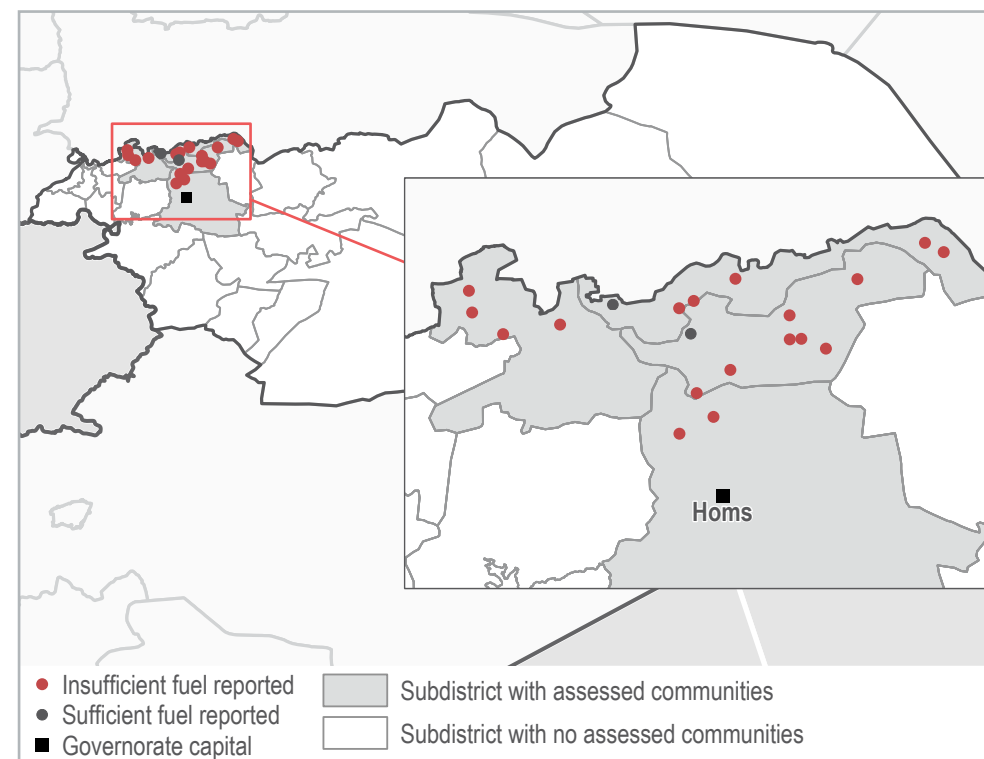 Homs
Insufficient fuel reported
Sufficient fuel reported
Governorate capital
Subdistrict with assessed communities
Subdistrict with no assessed communities